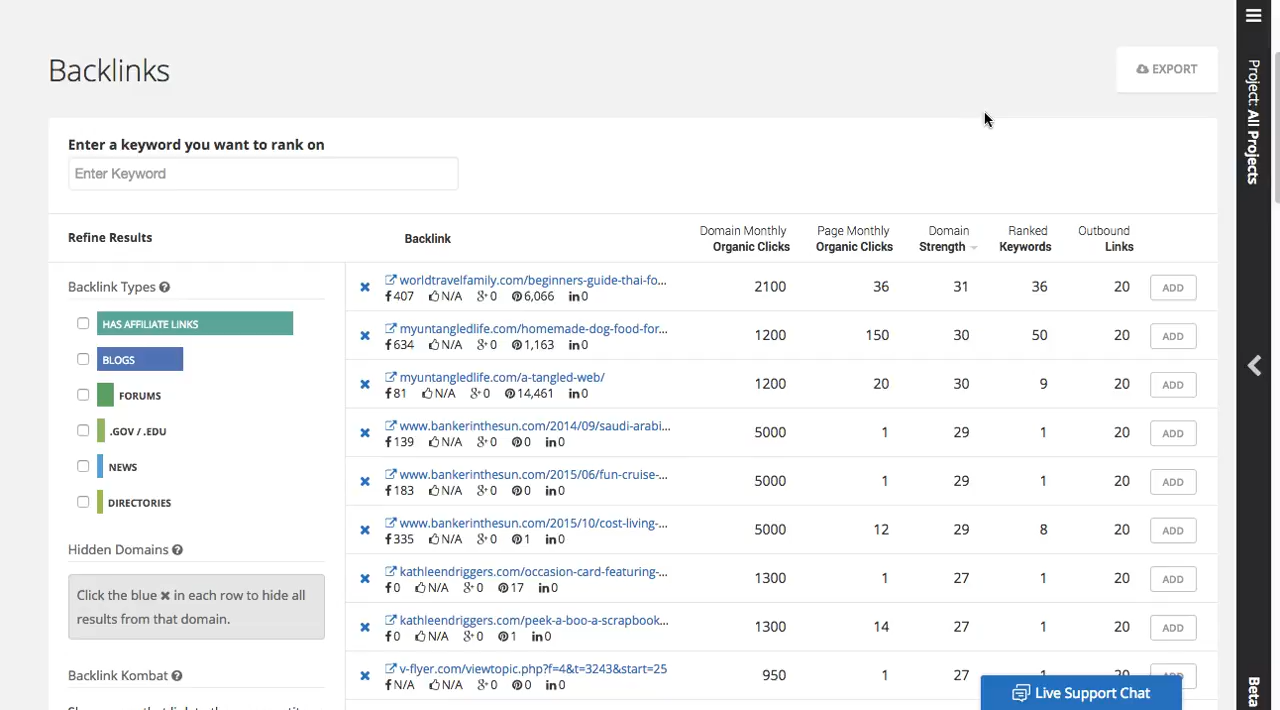 Backlinks
EXPORT
Project: All Projects
Enter a keyword you want to rank on
Enter Keyword
Refine Results
Backlink
Domain Monthly Organic Clicks
Page Monthly Organic Clicks
Domain Strength
Ranked Keywords
Outbound Links
Backlink Types
HAS AFFILIATE LINKS
BLOGS
FORUMS
.GOV / .EDU
NEWS
DIRECTORIES
Hidden Domains
Click the blue ✖ in each row to hide all
results from that domain.
Backlink Kombat
worldtravelfamily.com/beginners-guide-thai-fo... 2100 36 31 36 20 ADD
407 N/A 0 6,066 0
myuntangledlife.com/homemade-dog-food-for... 1200 150 30 50 20 ADD
634 N/A 0 1,163 0
myuntangledlife.com/a-tangled-web/ 1200 20 30 9 20 ADD
81 N/A 0 14,461 0
www.bankerinthesun.com/2014/09/saudi-arabi... 5000 1 29 1 20 ADD
139 N/A 0 0 0
www.bankerinthesun.com/2015/06/fun-cruise-... 5000 1 29 1 20 ADD
183 N/A 0 0 0
www.bankerinthesun.com/2015/10/cost-living-... 5000 12 29 8 20 ADD
335 N/A 0 1 0
kathleendriggers.com/occasion-card-featuring-... 1300 1 27 1 20 ADD
0 N/A 0 17 0
kathleendriggers.com/peek-a-boo-a-scrapbook... 1300 14 27 1 20 ADD
0 N/A 0 1 0
v-flyer.com/viewtopic.php?f=4&t=3243&start=25 950 1 27 1 20 ADD
N/A N/A 0 0 0
Live Support Chat
Beta